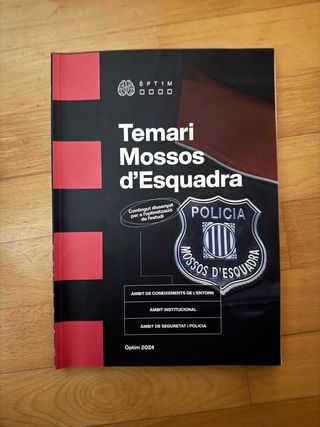 ÒPTIM
Temari
Mossos
d'Esquadra
Contingut dissenyat
per a l'optimització
de l'estudi
POLICIA
MOSSOS D'ESQUADRA
ÀMBIT DE CONEIXEMENTS DE L'ENTORN
ÀMBIT INSTITUCIONAL
ÀMBIT DE SEGURETAT I POLICIA
Òptim 2024